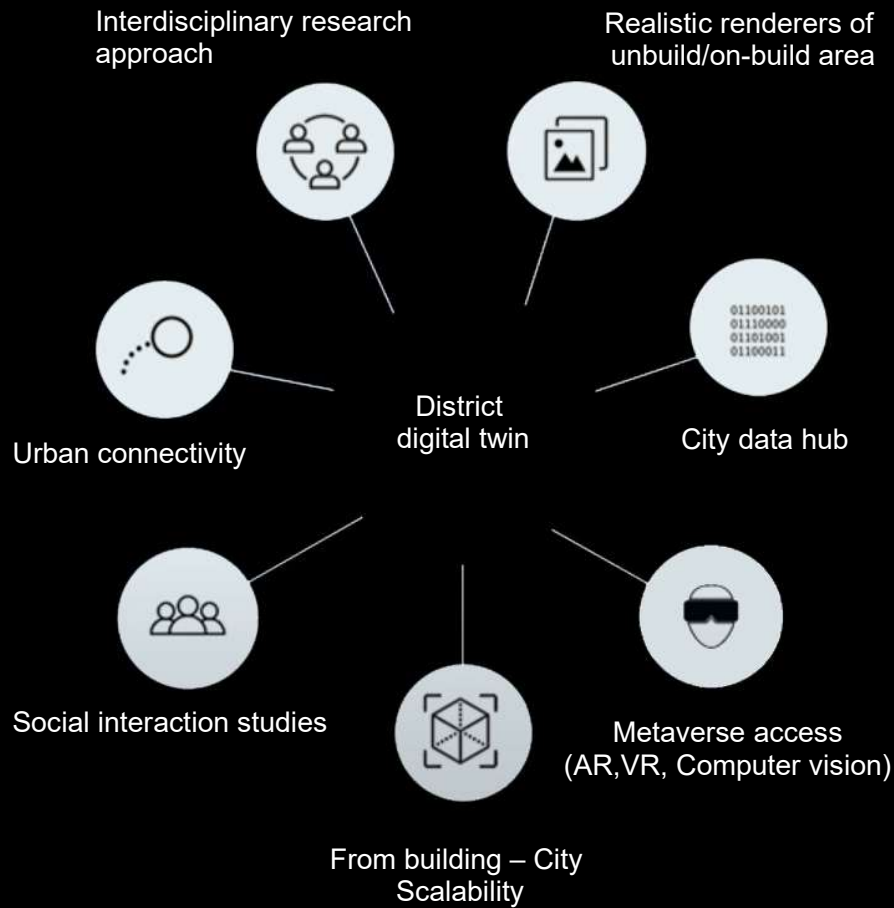 Interdisciplinary research
approach
Realistic renderers of
unbuild/on-build area
01100101
01110000
01101001
01100011
District
digital twin
City data hub
Urban connectivity
Social interaction studies
Metaverse access
(AR,VR, Computer vision)
From building – City
Scalability